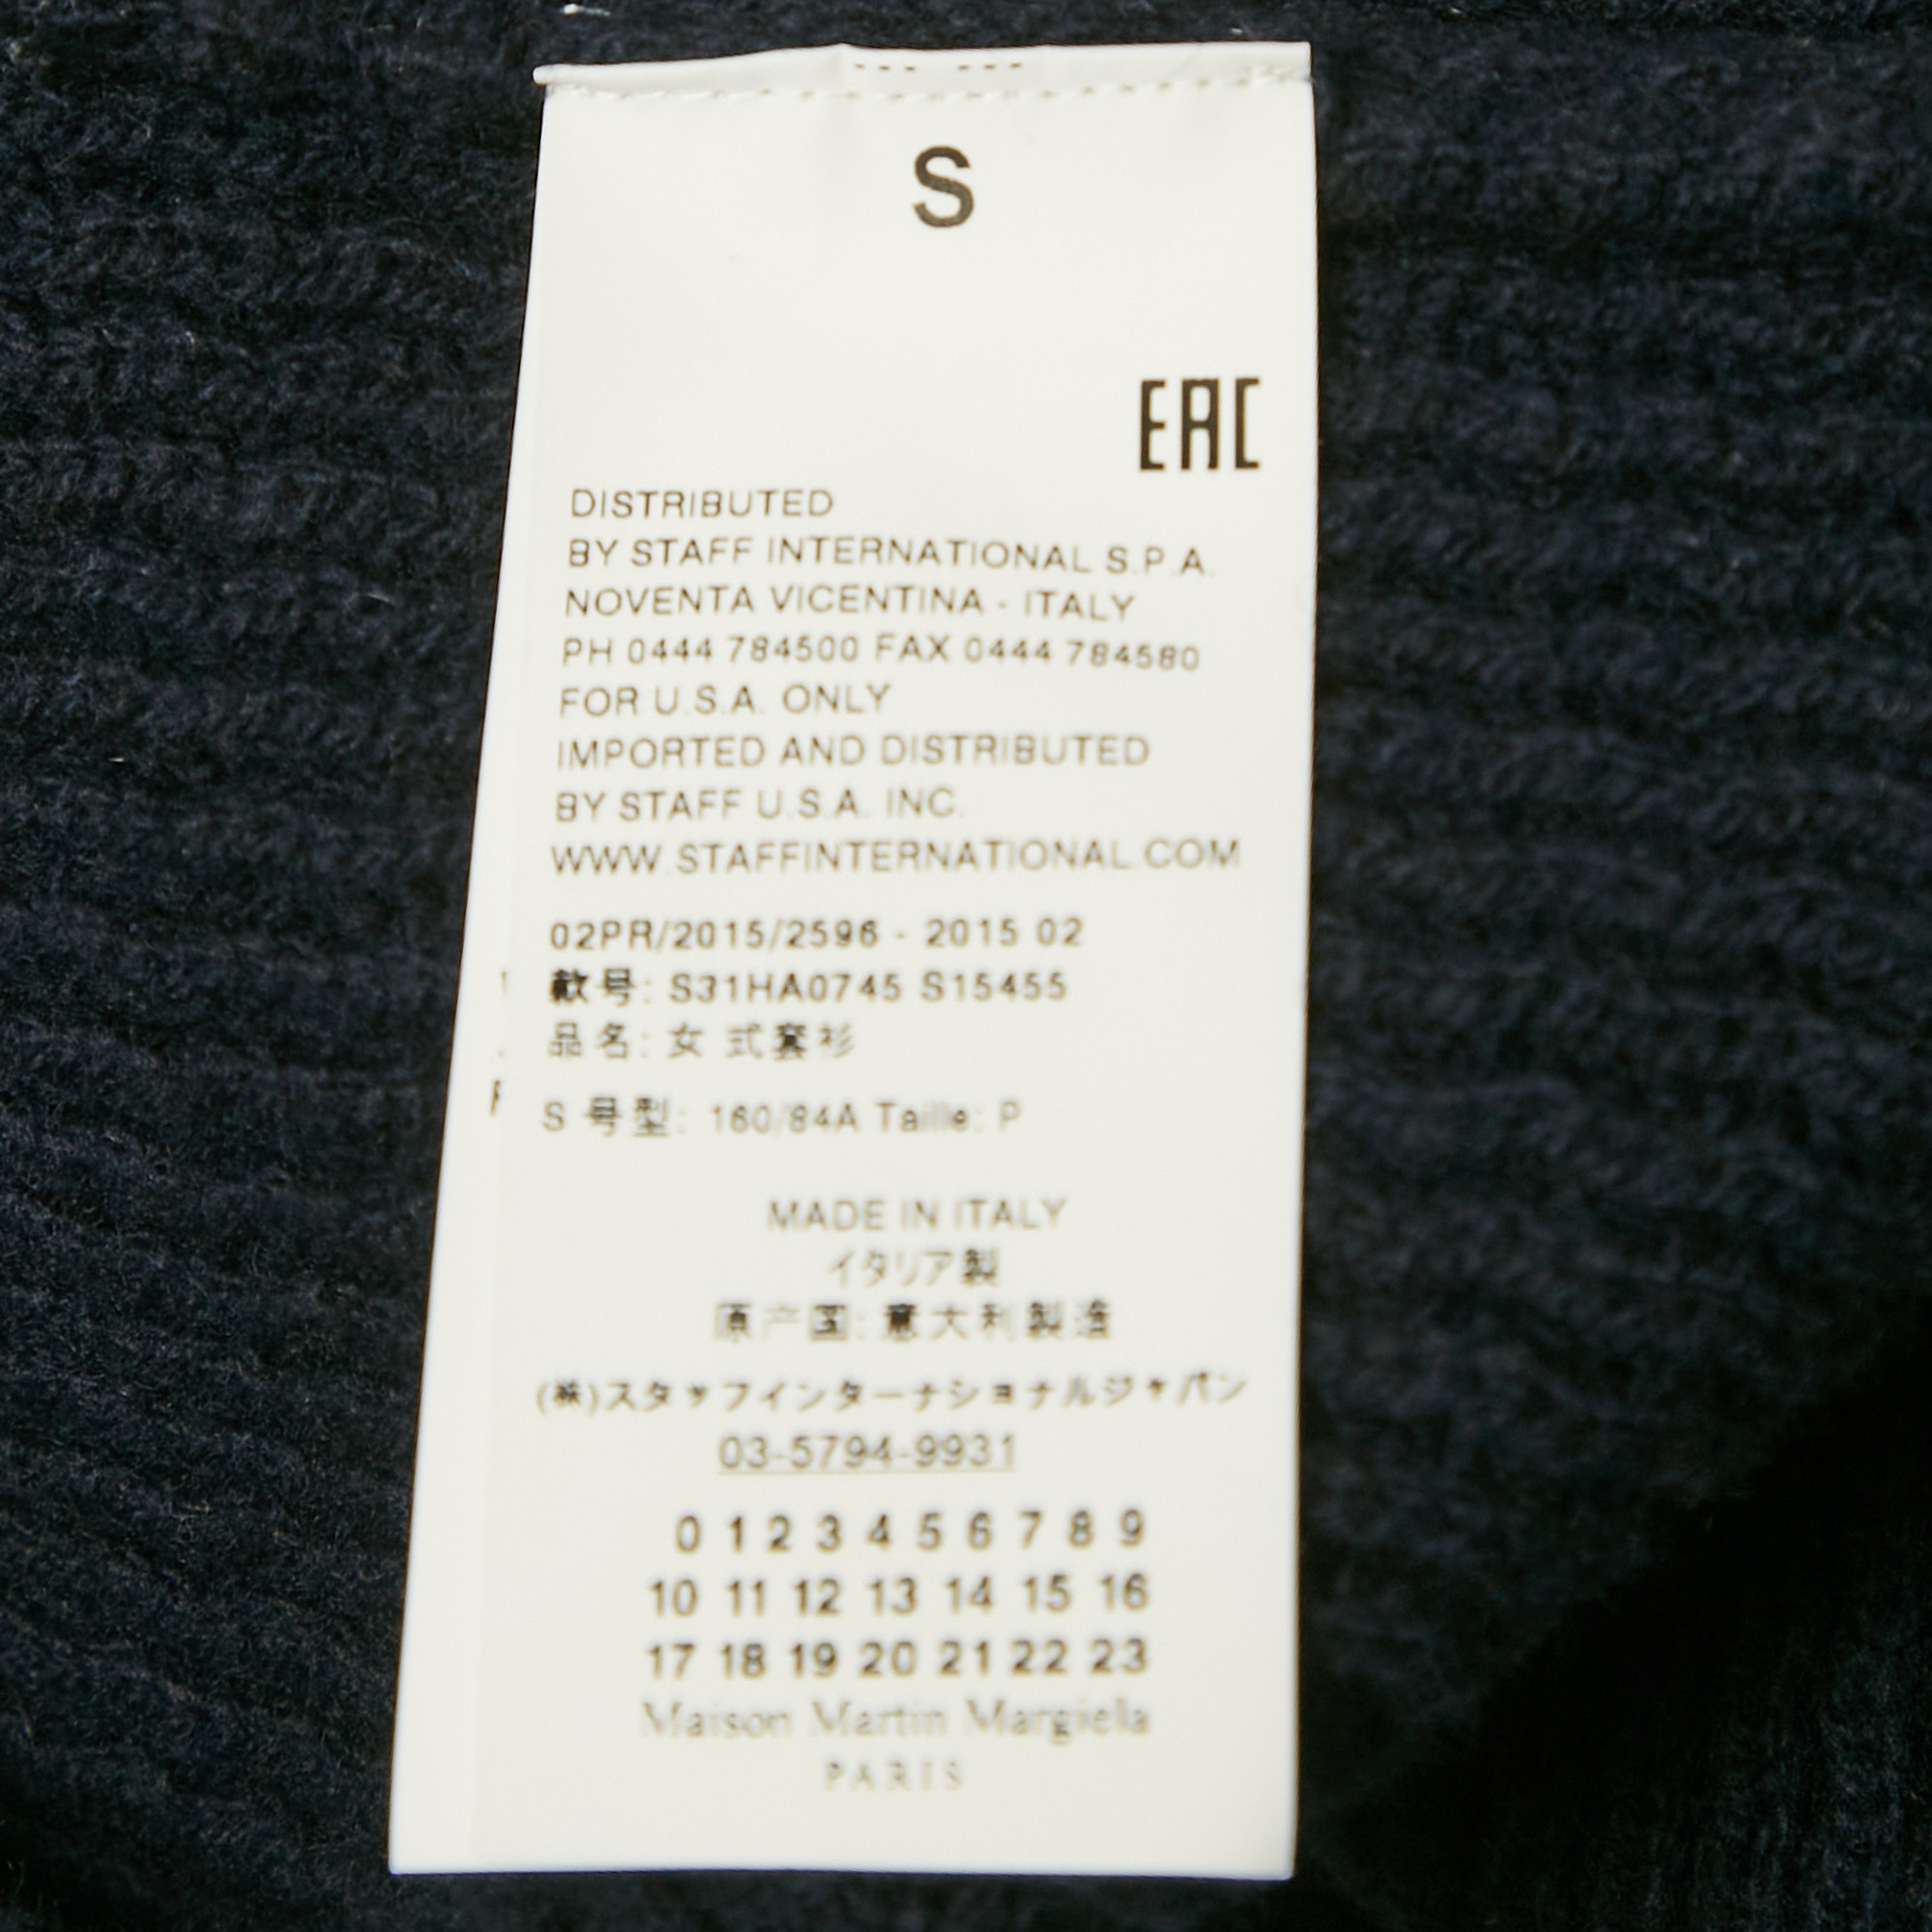 S
EAC
DISTRIBUTED
BY STAFF INTERNATIONAL S.P.A.
NOVENTA VICENTINA - ITALY
PH 0444 784500 FAX 0444 784580
FOR U.S.A. ONLY
IMPORTED AND DISTRIBUTED
BY STAFF U.S.A. INC.
WWW.STAFFINTERNATIONAL.COM
02PR/2015/2596 - 2015 02
款号: S31HA0745 S15455
品名: 女 式套衫
S 号型: 160/84A Taille: P
MADE IN ITALY
イタリア製
原产国: 意大利製造
(株)スタッフインターナショナルジャパン
03-5794-9931
0 1 2 3 4 5 6 7 8 9
10 11 12 13 14 15 16
17 18 19 20 21 22 23
Maison Martin Margiela
PARIS